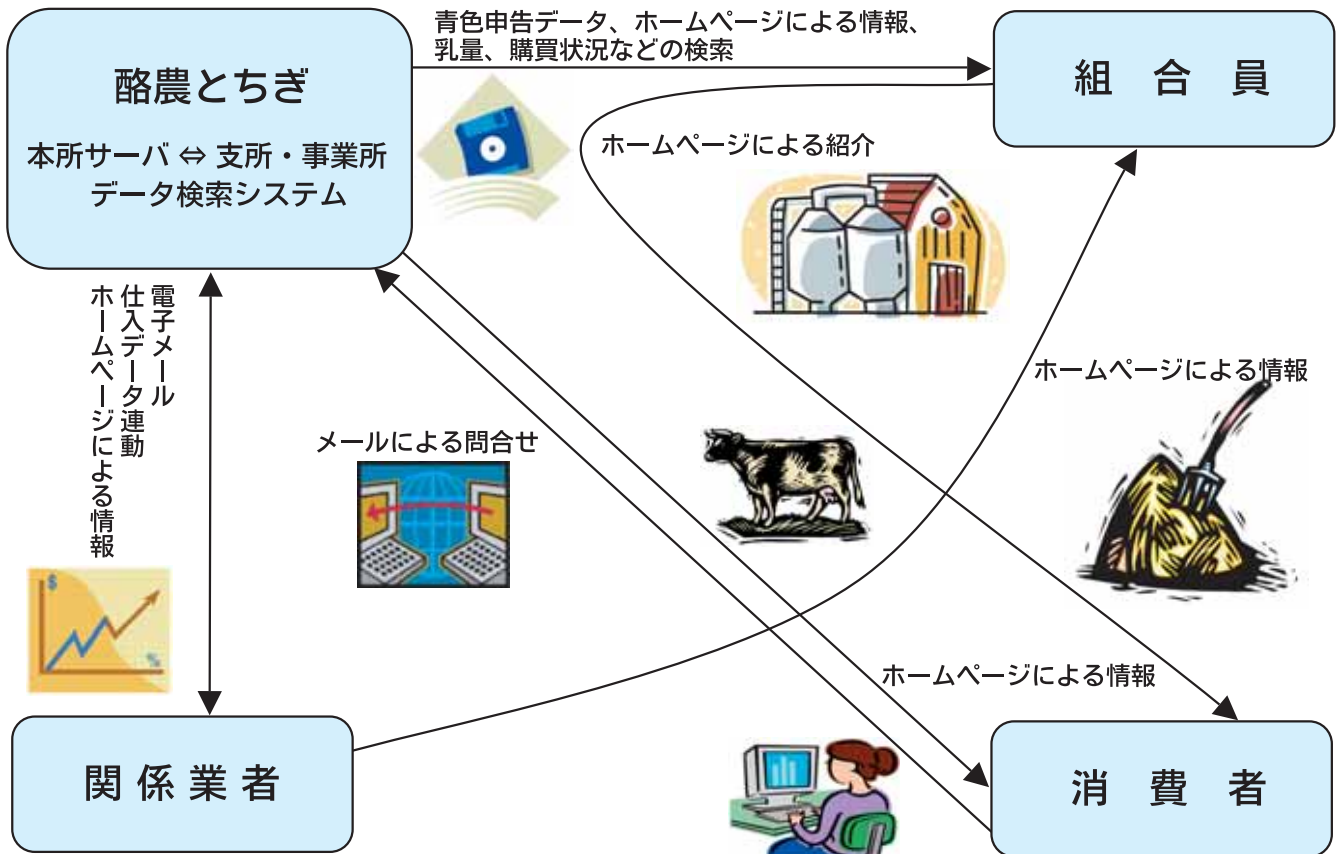 青色申告データ、ホームページによる情報、
乳量、購買状況などの検索
酪農とちぎ
本所サーバ ⇔ 支所・事業所
データ検索システム
組合員
ホームページによる紹介
電子メール
仕入データ連動
ホームページによる情報
ホームページによる情報
メールによる問合せ
$
%
ホームページによる情報
関係業者
消費者